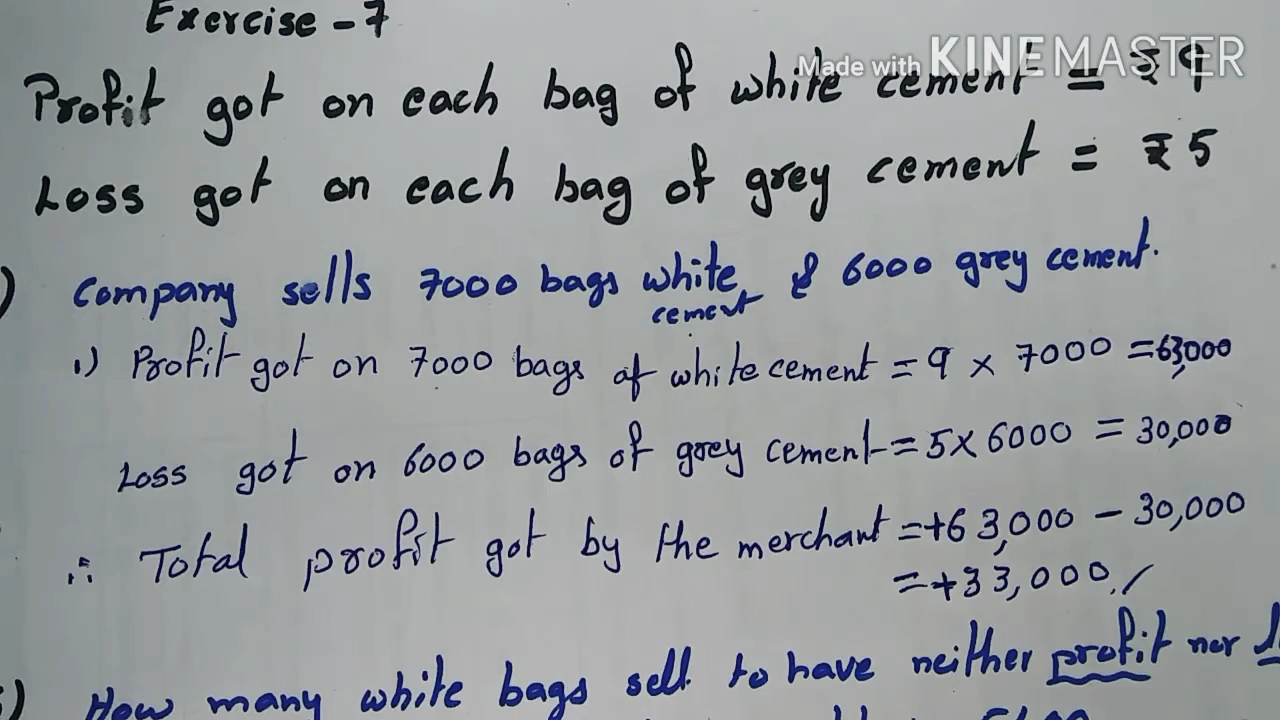 Exercise - 7
Made with KINEMASTER
Profit got on each bag of white cement = ₹ 9
Loss got on each bag of grey cement = ₹ 5
) Company sells 7000 bags white cement & 6000 grey cement.
1) Profit got on 7000 bags of white cement = 9 × 7000 = 63,000
Loss got on 6000 bags of grey cement = 5 × 6000 = 30,000
∴ Total profit got by the merchant = +63,000 - 30,000
= +33,000
) How many white bags sell to have neither profit nor